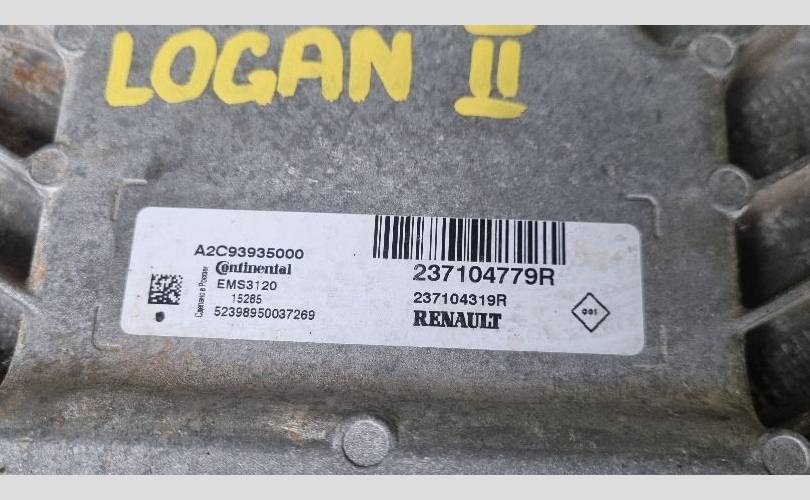 LOGAN II
A2C93935000
Continental
EMS3120
15285
52398950037269
Сделано в России
237104779R
237104319R
RENAULT
001